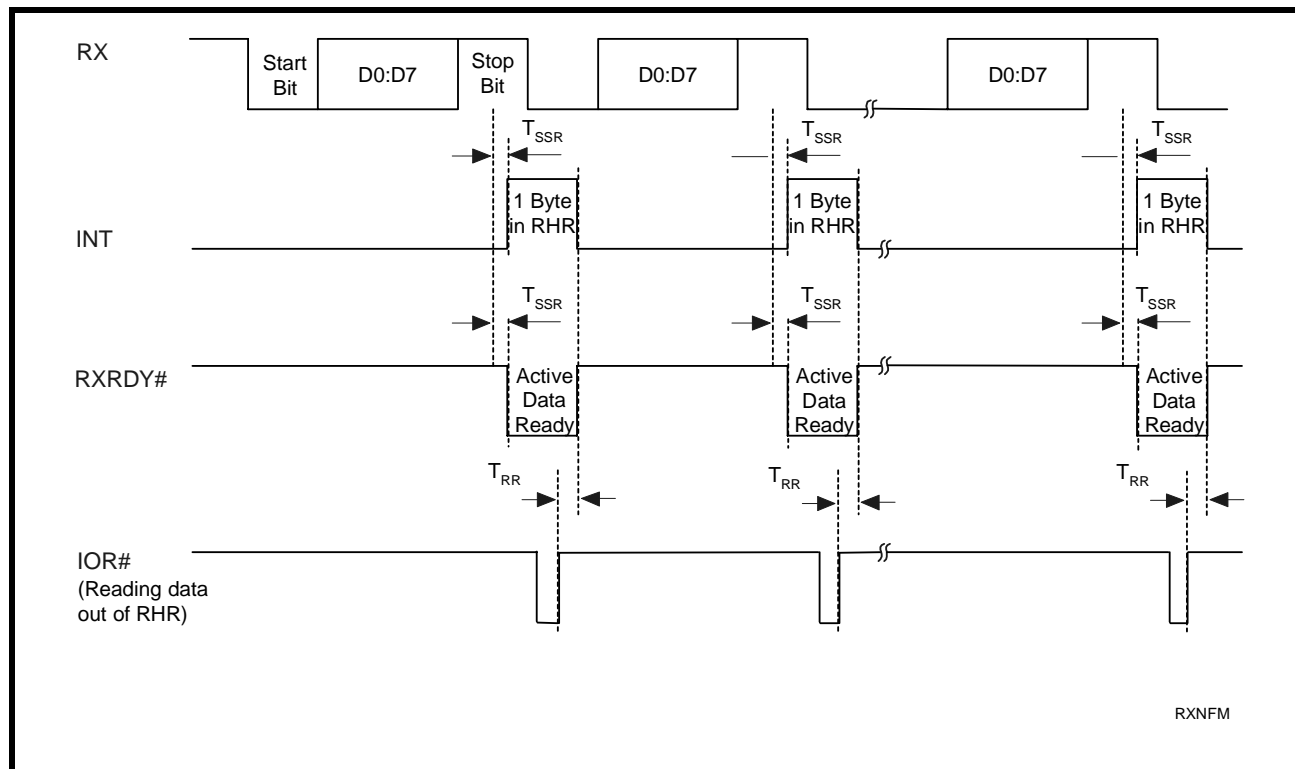 RX
Start
Bit
D0:D7
Stop
Bit
D0:D7
D0:D7
TSSR
TSSR
TSSR
INT
1 Byte
in RHR
1 Byte
in RHR
1 Byte
in RHR
TSSR
TSSR
TSSR
RXRDY#
Active
Data
Ready
Active
Data
Ready
Active
Data
Ready
TRR
TRR
TRR
IOR#
(Reading data
out of RHR)
RXNFM